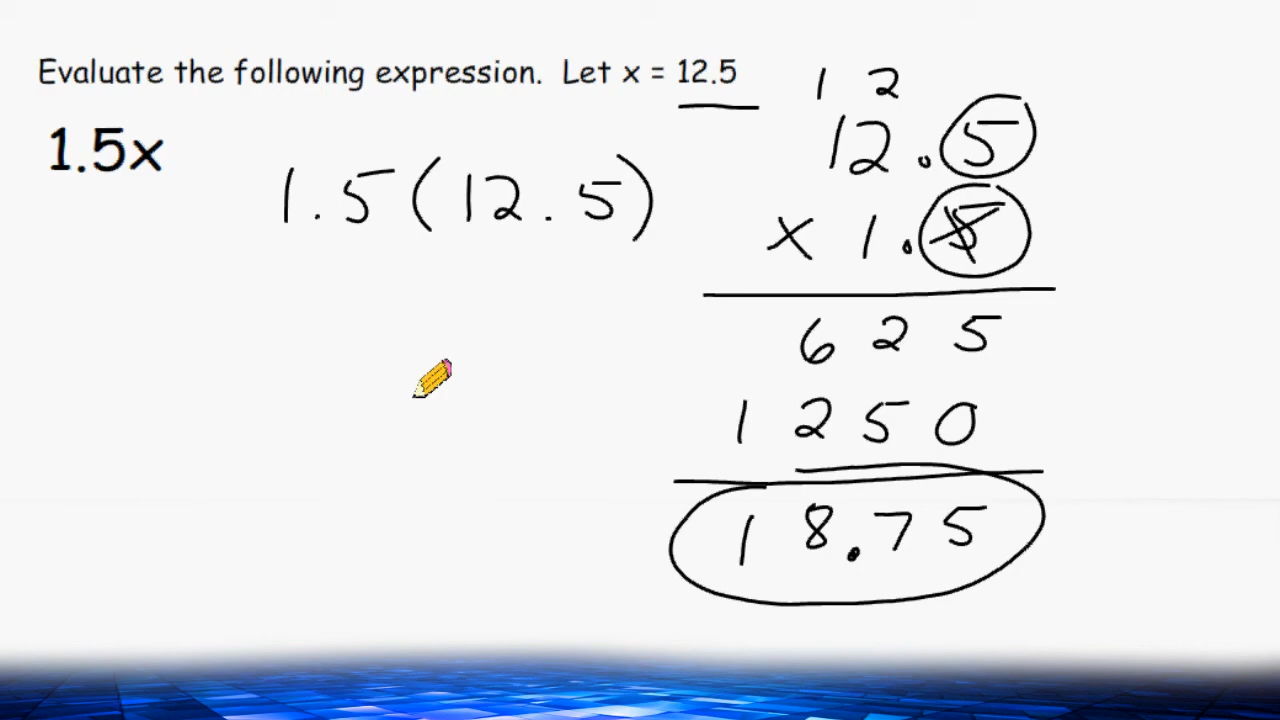 Evaluate the following expression. Let x = 12.5
1.5x
1.5(12.5)
1 2
12.5
x 1.5
625
1250
18.75